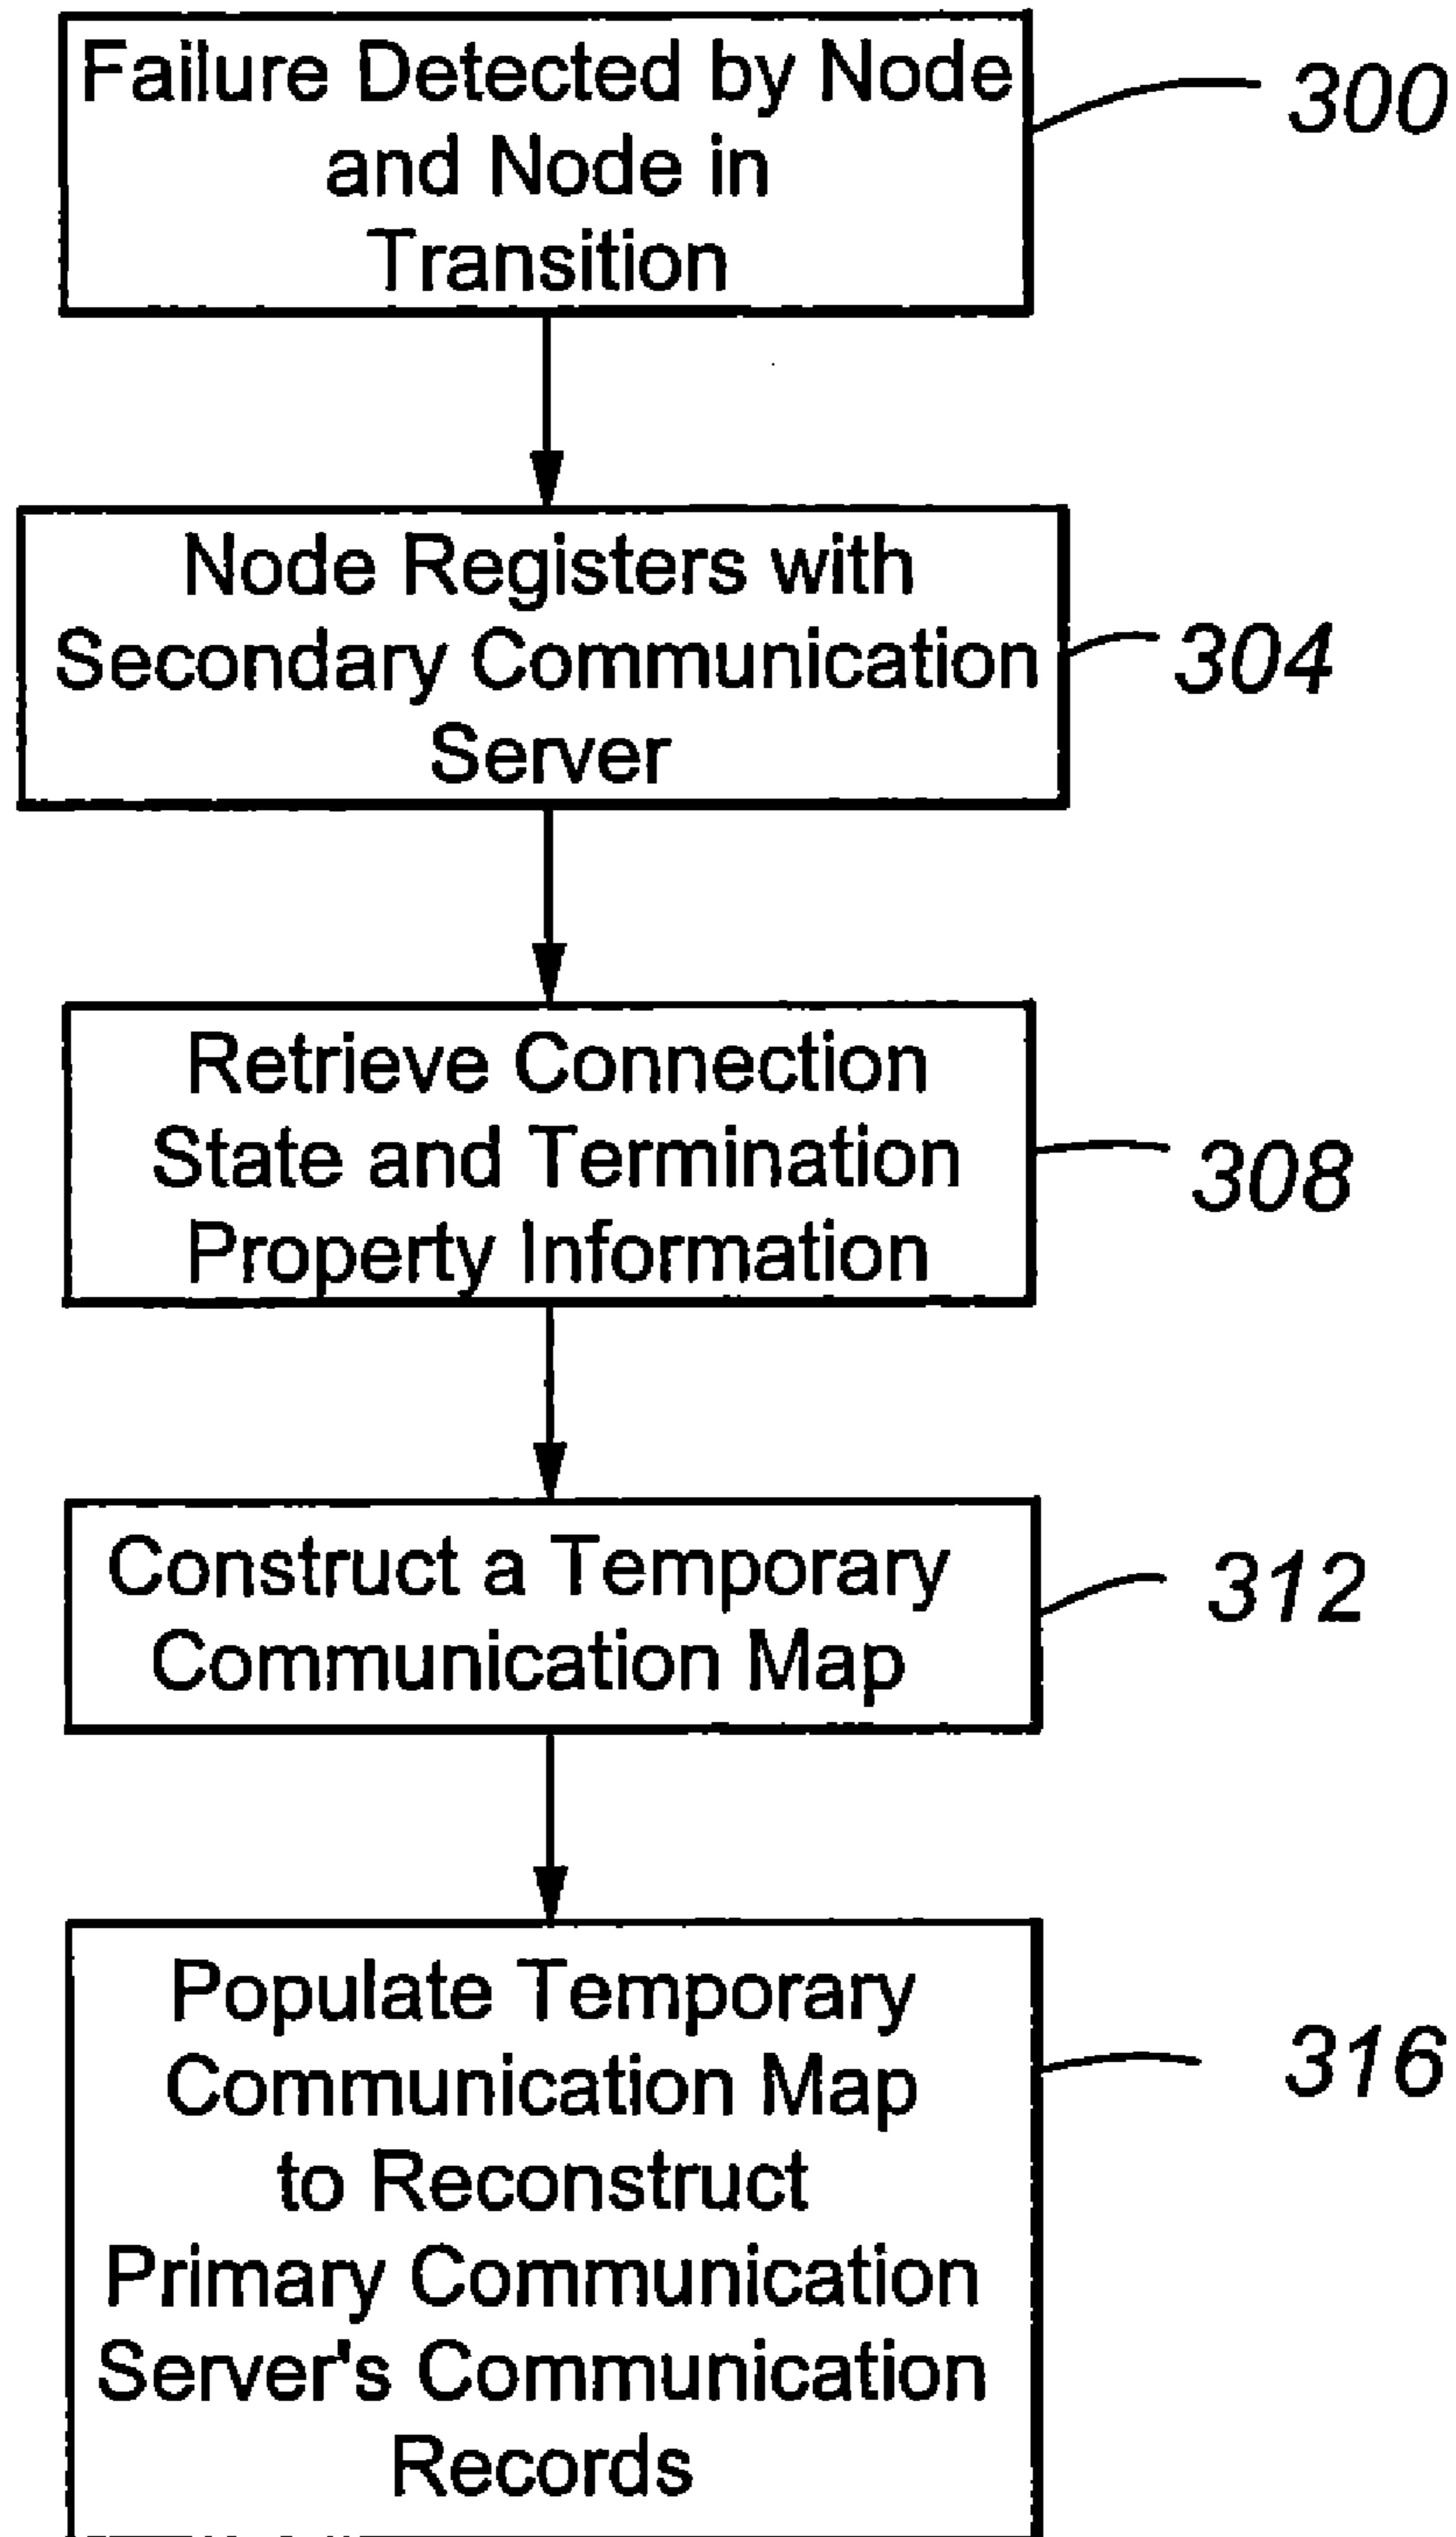 Failure Detected by Node
and Node in
Transition
300
Node Registers with
Secondary Communication
Server
304
Retrieve Connection
State and Termination
Property Information
308
Construct a Temporary
Communication Map
312
Populate Temporary
Communication Map
to Reconstruct
Primary Communication
Server's Communication
Records
316